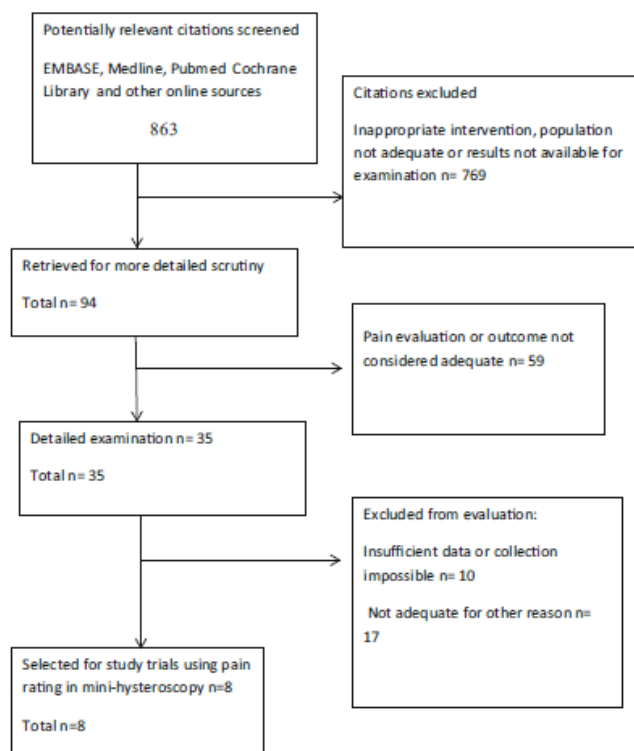 Potentially relevant citations screened
EMBASE, Medline, Pubmed Cochrane
Library and other online sources
863
Citations excluded
Inappropriate intervention, population
not adequate or results not available for
examination n= 769
Retrieved for more detailed scrutiny
Total n= 94
Pain evaluation or outcome not
considered adequate n= 59
Detailed examination n= 35
Total n= 35
Excluded from evaluation:
Insufficient data or collection
impossible n= 10
Not adequate for other reason n=
17
Selected for study trials using pain
rating in mini-hysteroscopy n=8
Total n=8